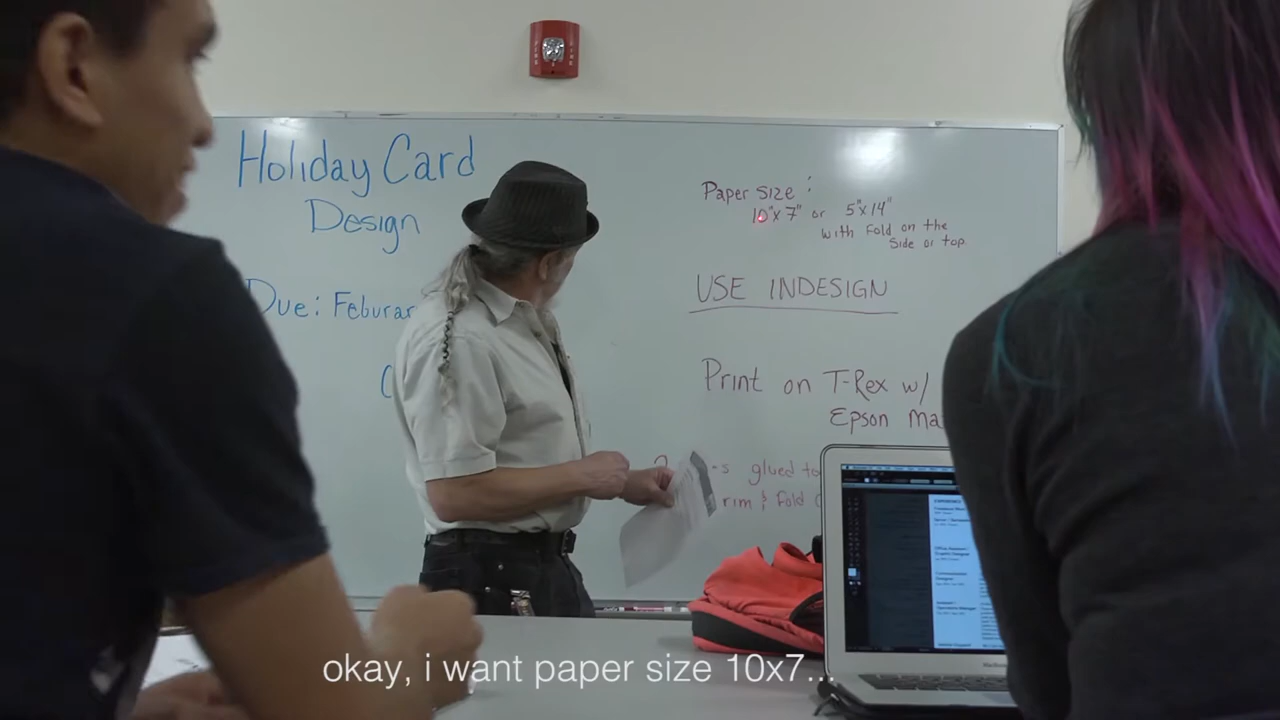 Holiday Card
Design
Due: Feburar
Paper size:
10"x 7" or 5"x14"
with fold on the
Side or top
USE INDESIGN
Print on T-Rex w/
Epson Ma
-s glued to
rim & fold
okay, i want paper size 10x7...